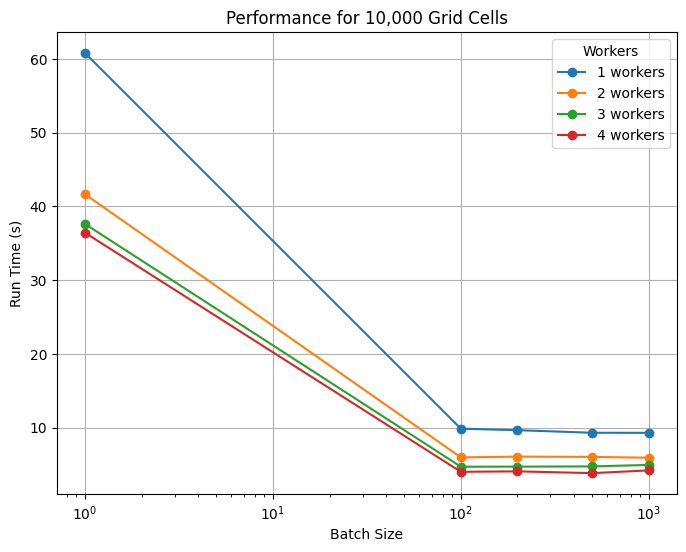 Performance for 10,000 Grid Cells
Workers
1 workers
2 workers
3 workers
4 workers
60
50
40
30
20
10
Run Time (s)
10⁰
10¹
10²
10³
Batch Size